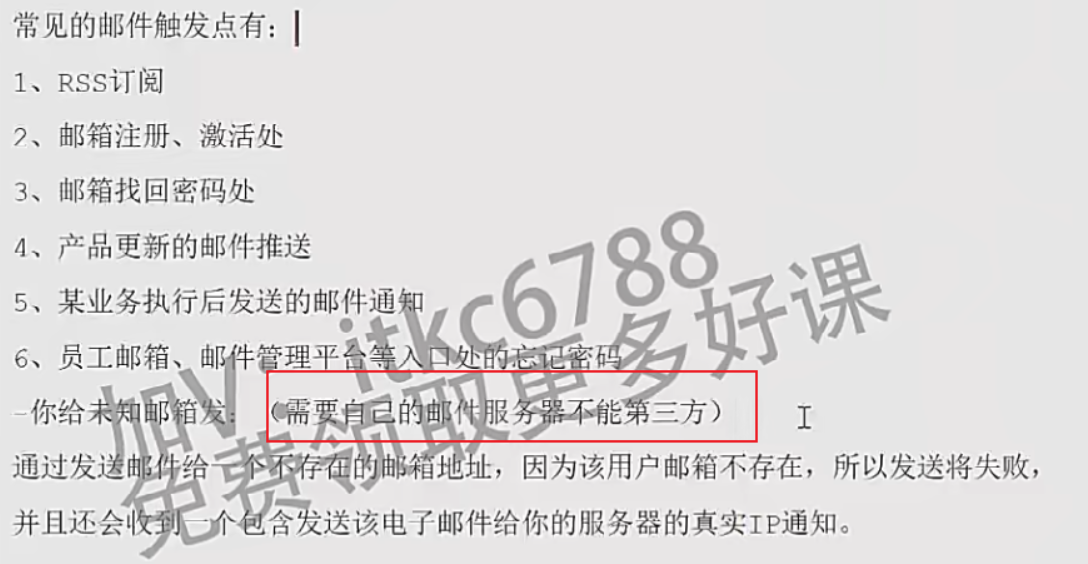 常见的邮件触发点有:
1、RSS订阅
2、邮箱注册、激活处
3、邮箱找回密码处
4、产品更新的邮件推送
5、某业务执行后发送的邮件通知
6、员工邮箱、邮件管理平台等入口处的忘记密码
-你给未知邮箱发:(需要自己的邮件服务器不能第三方)
通过发送邮件给一个不存在的邮箱地址,因为该用户邮箱不存在,所以发送将失败,
并且还会收到一个包含发送该电子邮件给你的服务器的真实IP通知。
加V:itkc6788
免费领取更多好课